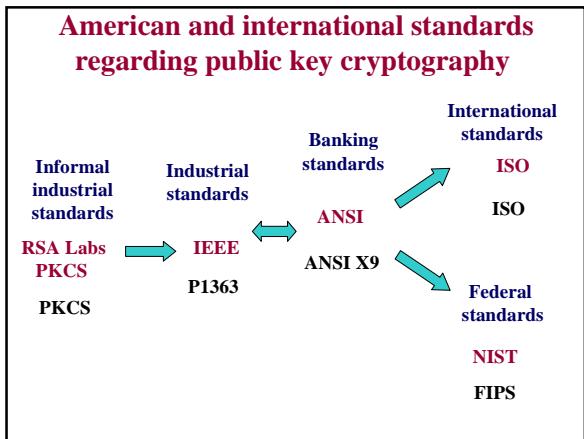 American and international standards
regarding public key cryptography
Informal
industrial
standards
RSA Labs
PKCS
PKCS
Industrial
standards
IEEE
P1363
Banking
standards
ANSI
ANSI X9
International
standards
ISO
ISO
Federal
standards
NIST
FIPS